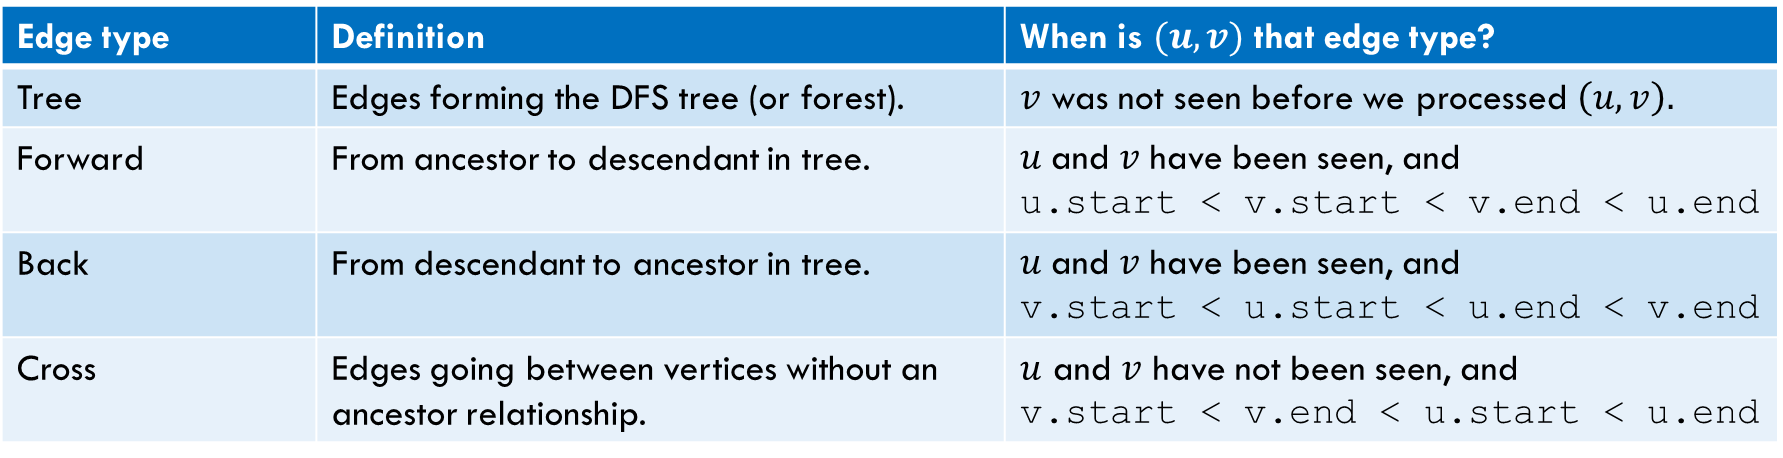 Edge type
Definition
When is (u, v) that edge type?
Tree
Edges forming the DFS tree (or forest).
v was not seen before we processed (u, v).
Forward
From ancestor to descendant in tree.
u and v have been seen, and
u.start < v.start < v.end < u.end
Back
From descendant to ancestor in tree.
u and v have been seen, and
v.start < u.start < u.end < v.end
Cross
Edges going between vertices without an
ancestor relationship.
u and v have not been seen, and
v.start < v.end < u.start < u.end